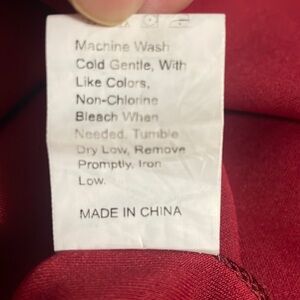 Machine Wash
Cold Gentle, With
Like Colors,
Non-Chlorine
Bleach When
Needed, Tumble
Dry Low, Remove
Promptly, Iron
Low.
MADE IN CHINA